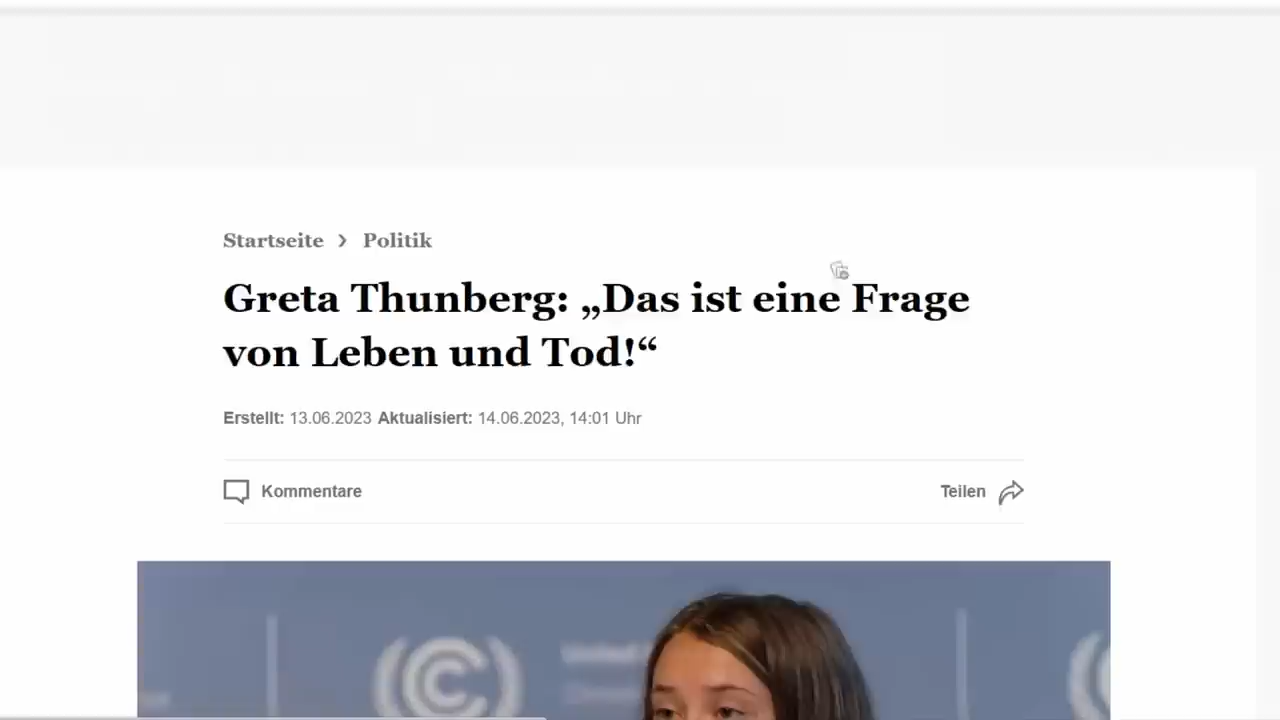 Startseite › Politik
Greta Thunberg: „Das ist eine Frage
von Leben und Tod!“
Erstellt: 13.06.2023 Aktualisiert: 14.06.2023, 14:01 Uhr
Kommentare
Teilen
United